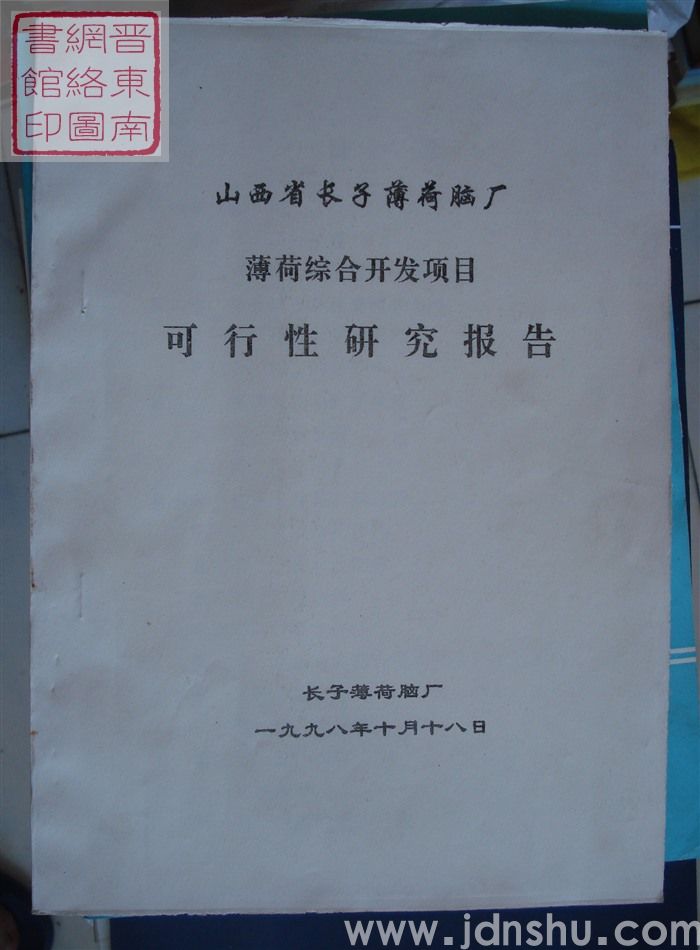 晋東南
網絡圖
書館印
山西省长子薄荷脑厂
薄荷综合开发项目
可行性研究报告
长子薄荷脑厂
一九九八年十月十八日
www.jdnshu.com